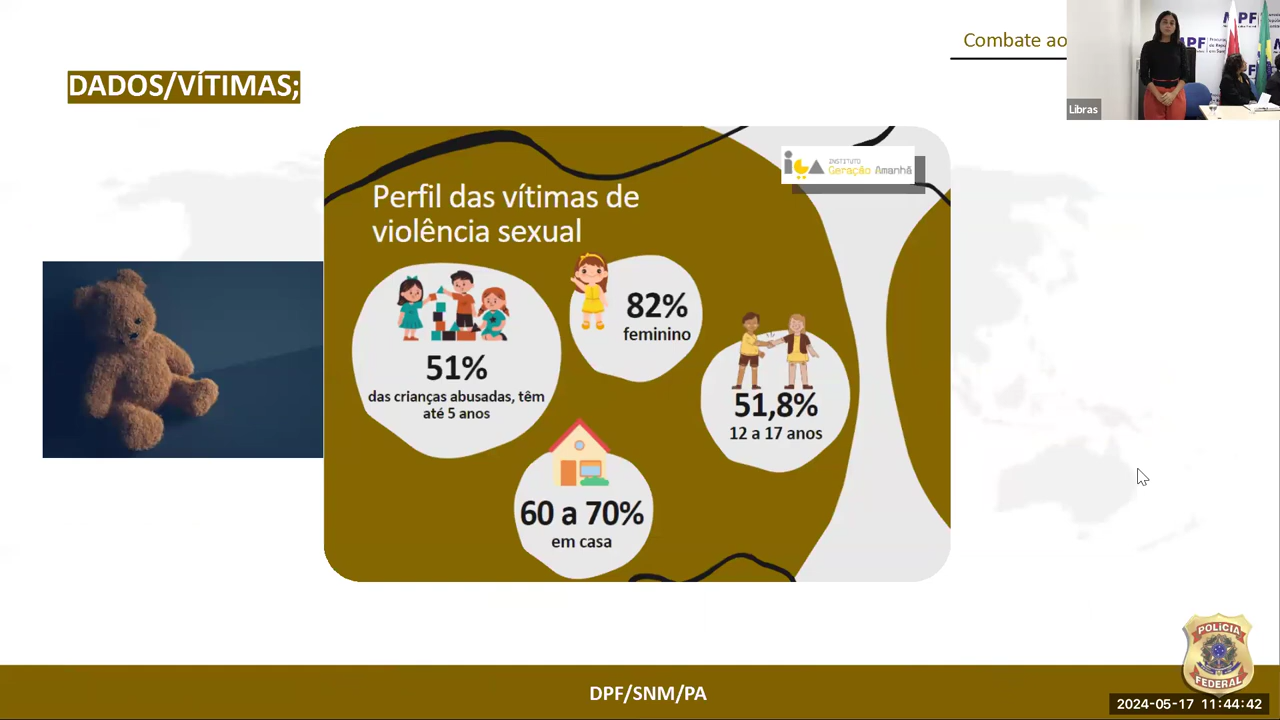 Combate ao
DADOS/VÍTIMAS;
MPF
MPF
Libras
INSTITUTO
Geração Amanhã
Perfil das vítimas de
violência sexual
82%
feminino
51%
das crianças abusadas, têm
até 5 anos
51,8%
12 a 17 anos
60 a 70%
em casa
POLÍCIA
FEDERAL
DPF/SNM/PA
2024-05-17 11:44:42